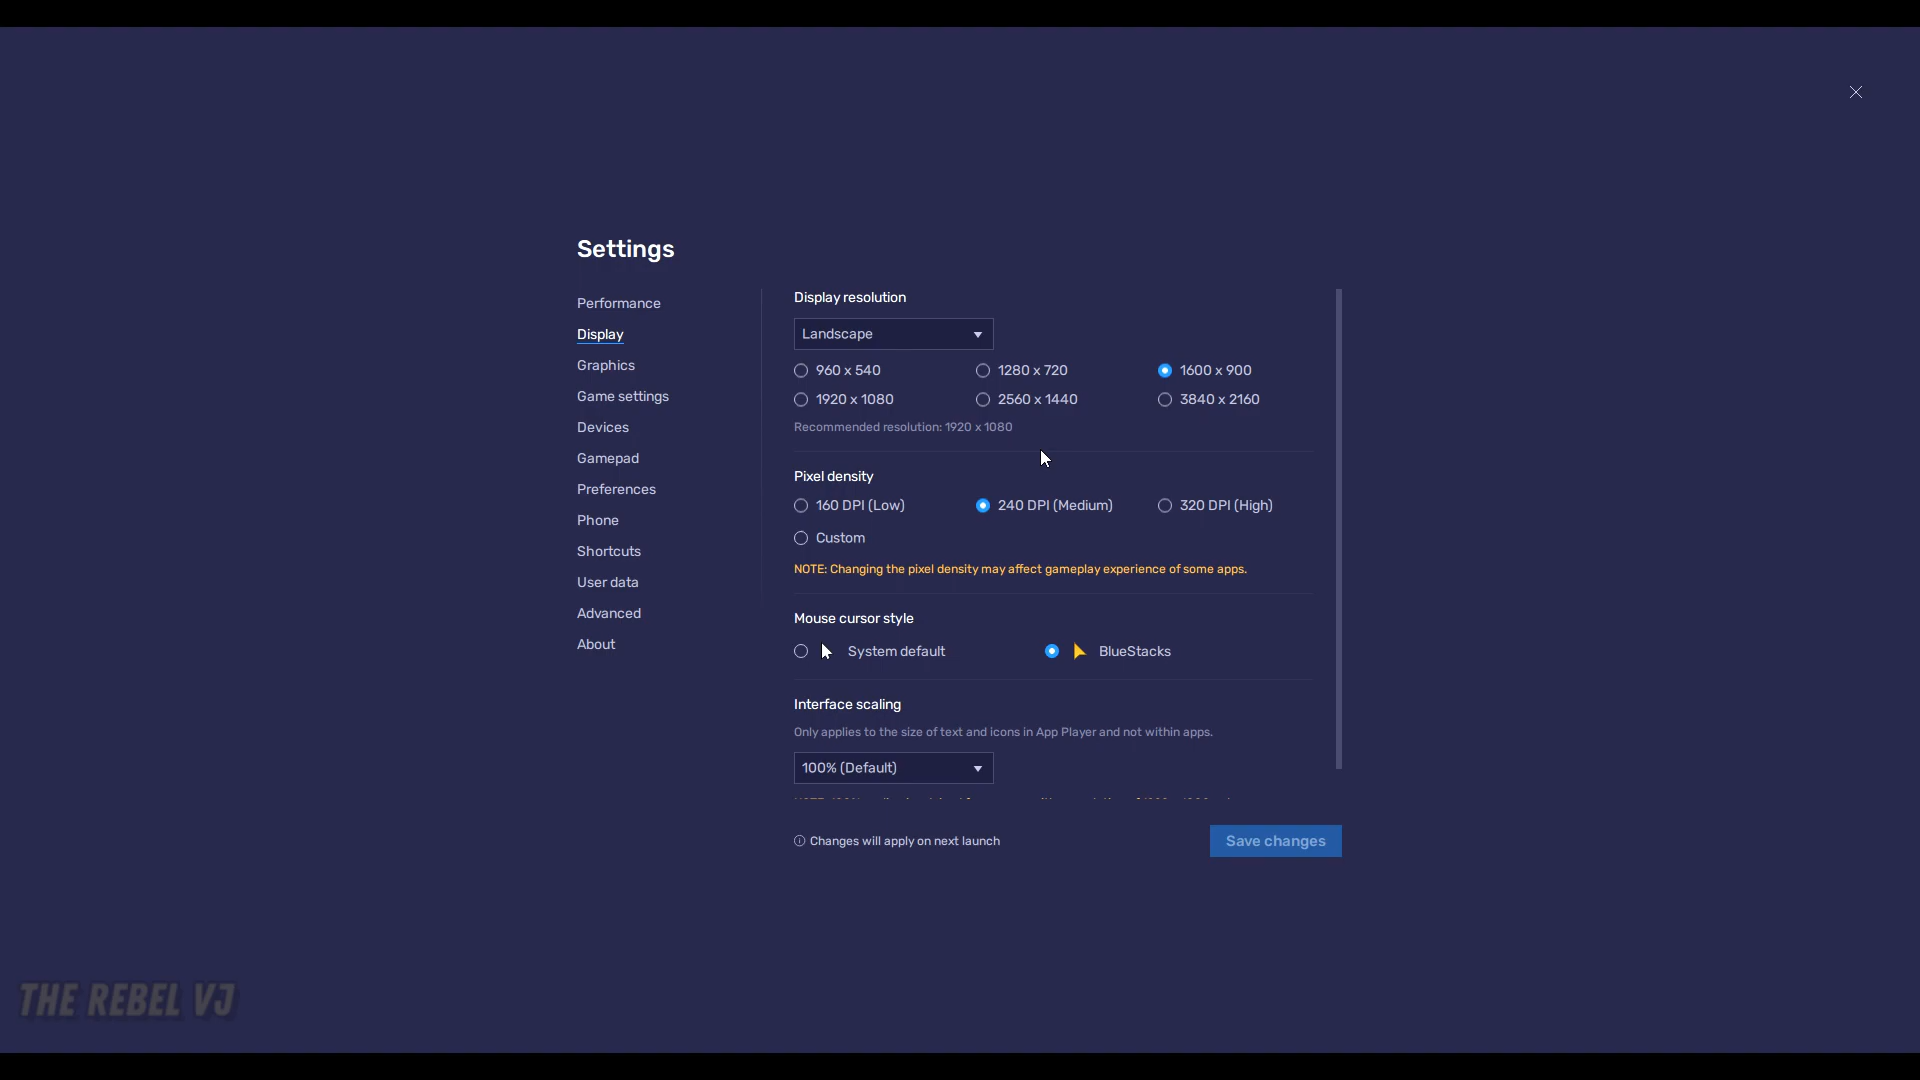 Settings
Performance
Display
Graphics
Game settings
Devices
Gamepad
Preferences
Phone
Shortcuts
User data
Advanced
About
Display resolution
Landscape
960 x 540
1280 x 720
1600 x 900
1920 x 1080
2560 x 1440
3840 x 2160
Recommended resolution: 1920 x 1080
Pixel density
160 DPI (Low)
240 DPI (Medium)
320 DPI (High)
Custom
NOTE: Changing the pixel density may affect gameplay experience of some apps.
Mouse cursor style
System default
BlueStacks
Interface scaling
Only applies to the size of text and icons in App Player and not within apps.
100% (Default)
Changes will apply on next launch
Save changes
THE REBEL VJ